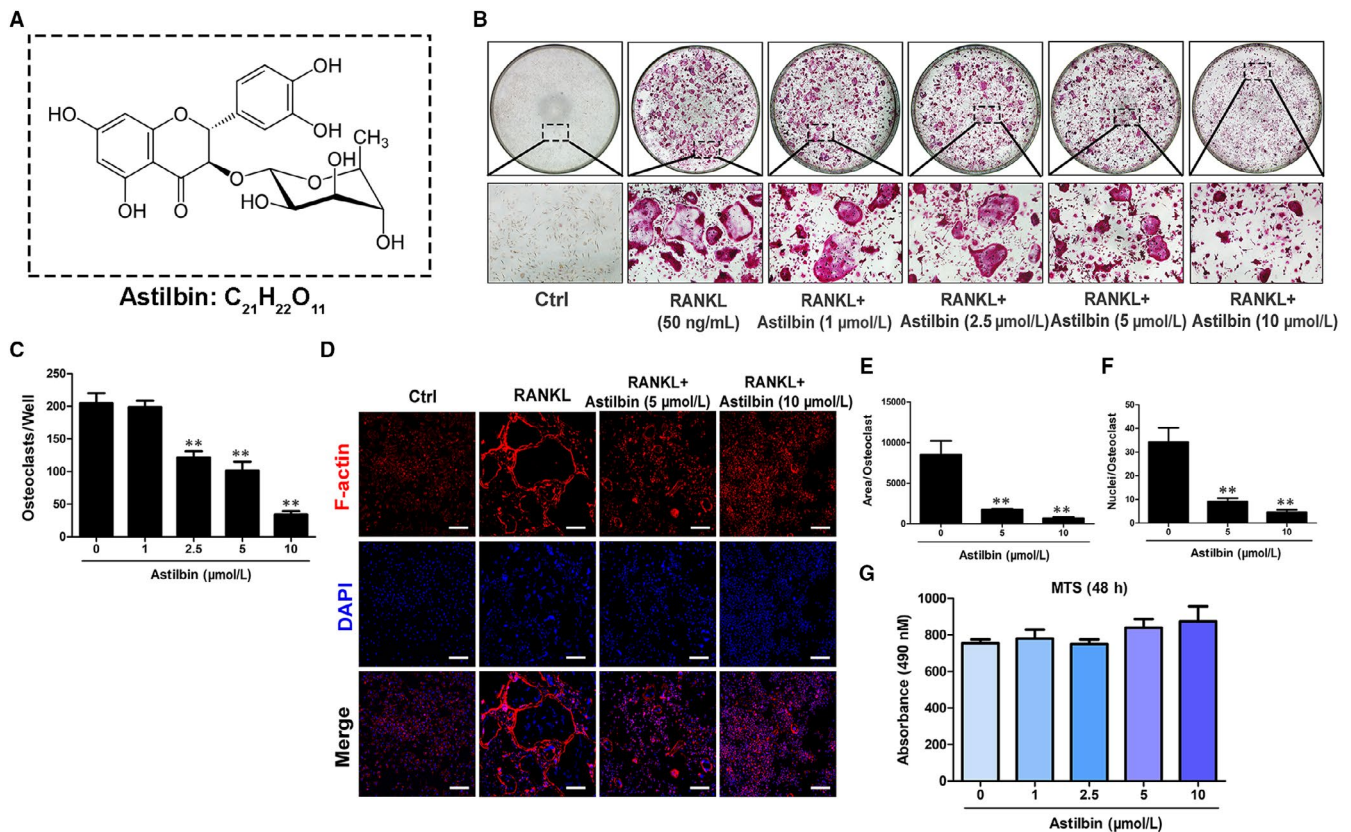 A
OH
HO
O
OH
CH3
OH
O
O
HO
OH
O
OH
Astilbin: C21H22O11
B
Ctrl
RANKL
(50 ng/mL)
RANKL+
Astilbin (1 µmol/L)
RANKL+
Astilbin (2.5 µmol/L)
RANKL+
Astilbin (5 µmol/L)
RANKL+
Astilbin (10 µmol/L)
C
Osteoclasts/Well
250
200
150
100
50
0
**
**
**
0 1 2.5 5 10
Astilbin (µmol/L)
D
Ctrl
RANKL
RANKL+
Astilbin (5 µmol/L)
RANKL+
Astilbin (10 µmol/L)
F-actin
DAPI
Merge
E
Area/Osteoclast
15000
10000
5000
0
**
**
0 5 10
Astilbin (µmol/L)
F
Nuclei/Osteoclast
50
40
30
20
10
0
**
**
0 5 10
Astilbin (µmol/L)
G
MTS (48 h)
Absorbance (490 nM)
1000
800
600
400
200
0
0 1 2.5 5 10
Astilbin (µmol/L)